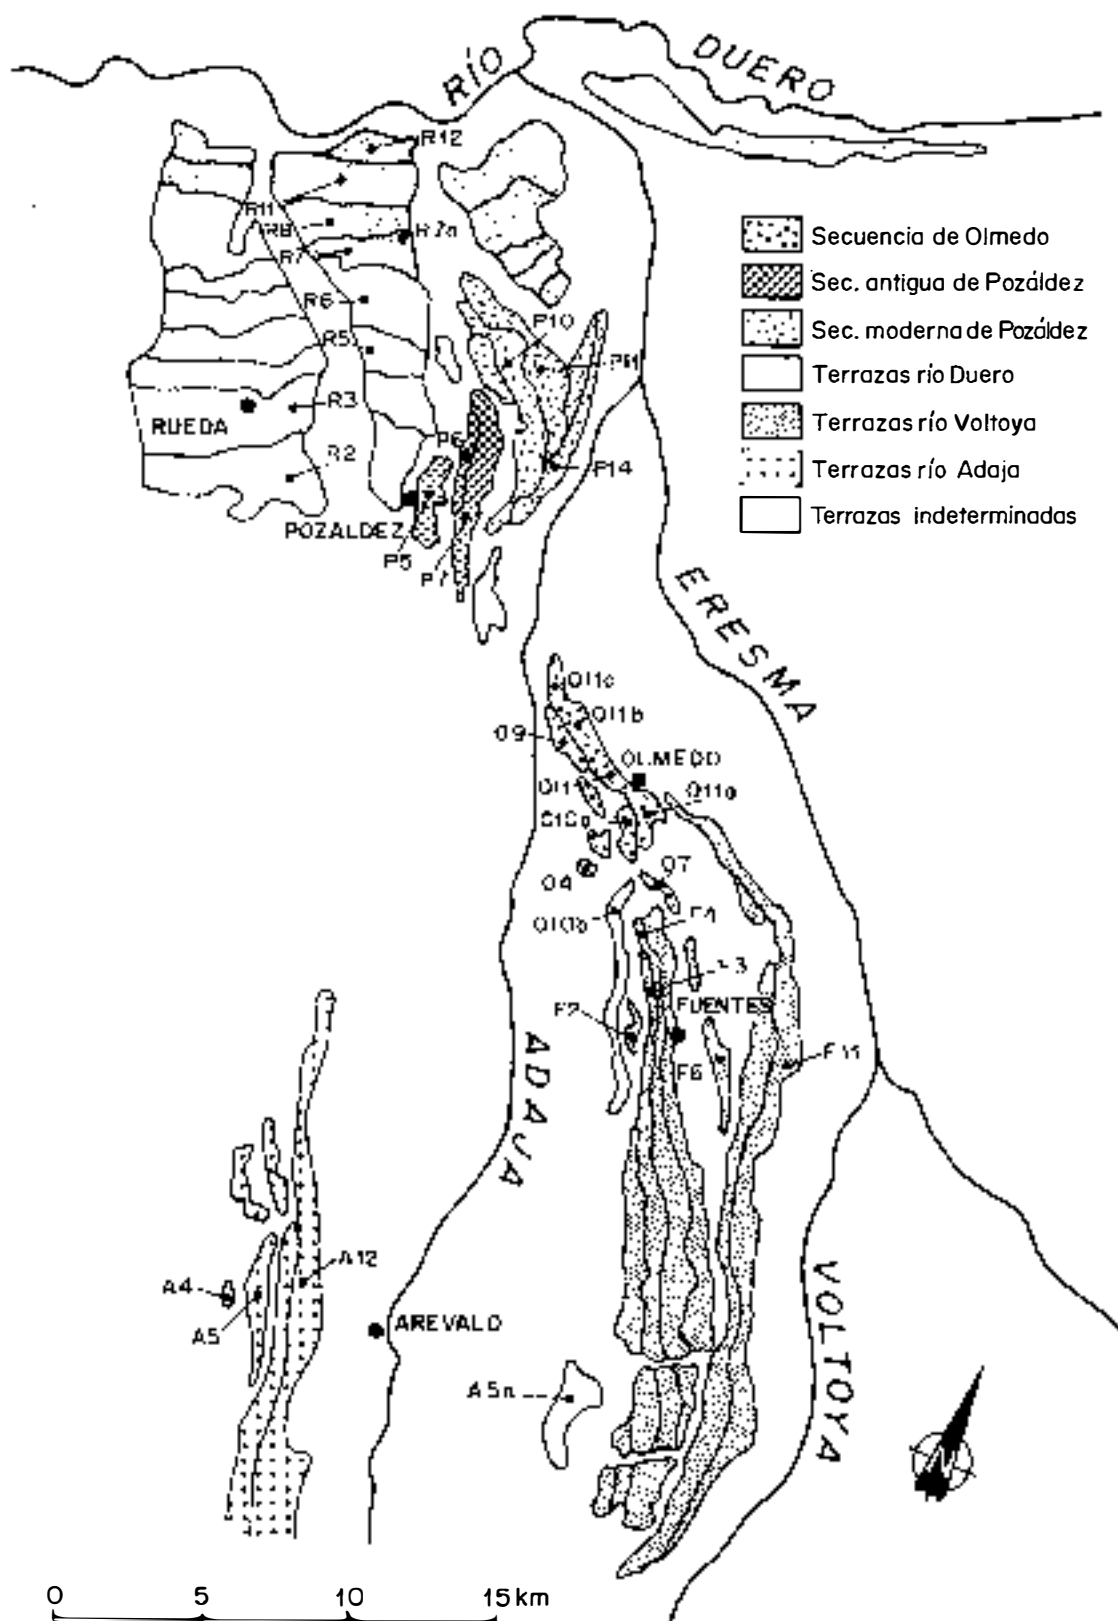 RÍO
DUERO
R12
R11
R8
R7a
R7
R6
R5
R3
RUEDA
R2
P10
P11
P6
P14
POZALDEZ
P5
P7
Secuencia de Olmedo
Sec. antigua de Pozáldez
Sec. moderna de Pozáldez
Terrazas río Duero
Terrazas río Voltoya
Terrazas río Adaja
Terrazas indeterminadas
ERESMA
O11c
O11b
O9
OLMEDO
O11
O11a
O10a
O7
O4
O10b
F4
F3
F2
FUENTES
F11
F6
ADAJA
A12
A4
A5
AREVALO
A5n
VOLTOYA
0 5 10 15 km